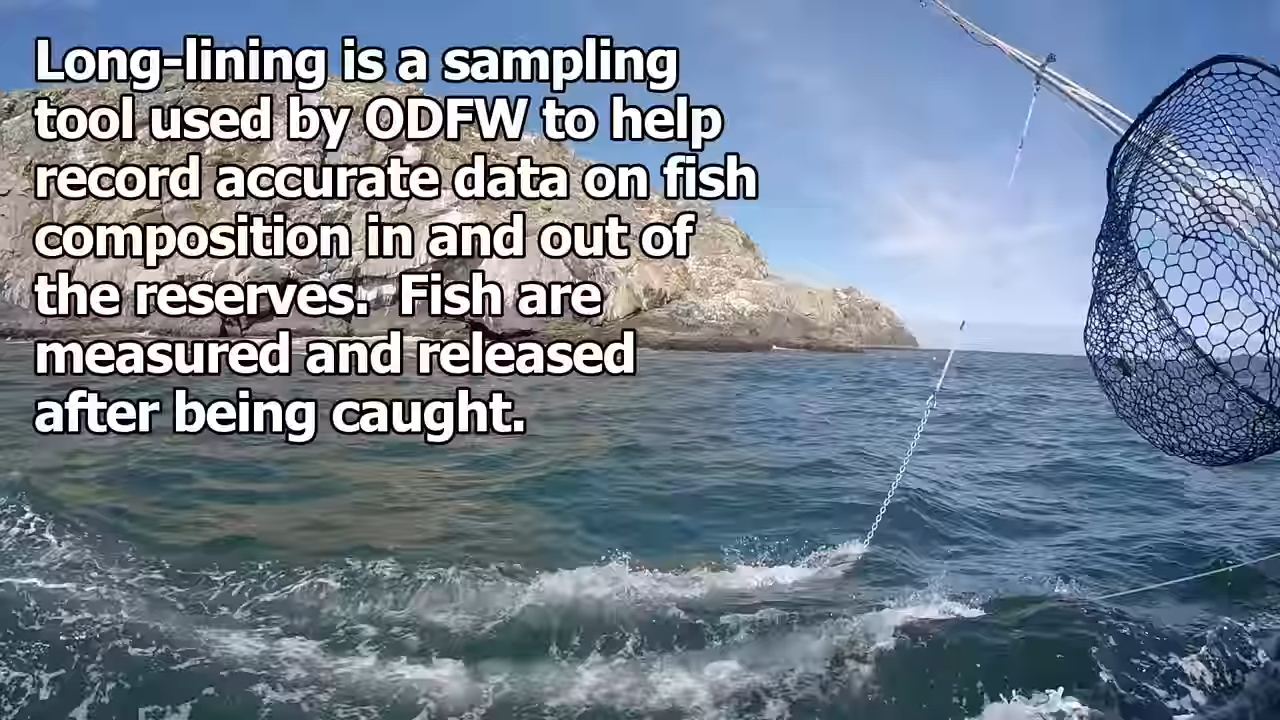 Long-lining is a sampling
tool used by ODFW to help
record accurate data on fish
composition in and out of
the reserves.  Fish are
measured and released
after being caught.